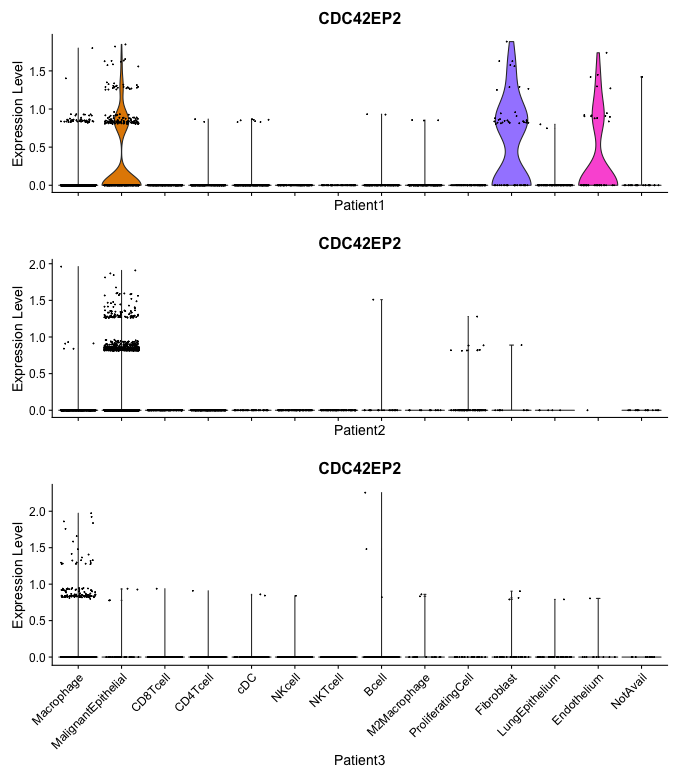 CDC42EP2
Expression Level
1.5
1.0
0.5
0.0
Patient1
CDC42EP2
Expression Level
2.0
1.5
1.0
0.5
0.0
Patient2
CDC42EP2
Expression Level
2.0
1.5
1.0
0.5
0.0
Macrophage
MalignantEpithelial
CD8Tcell
CD4Tcell
cDC
NKcell
NKTcell
Bcell
M2Macrophage
ProliferatingCell
Fibroblast
LungEpithelium
Endothelium
NotAvail
Patient3